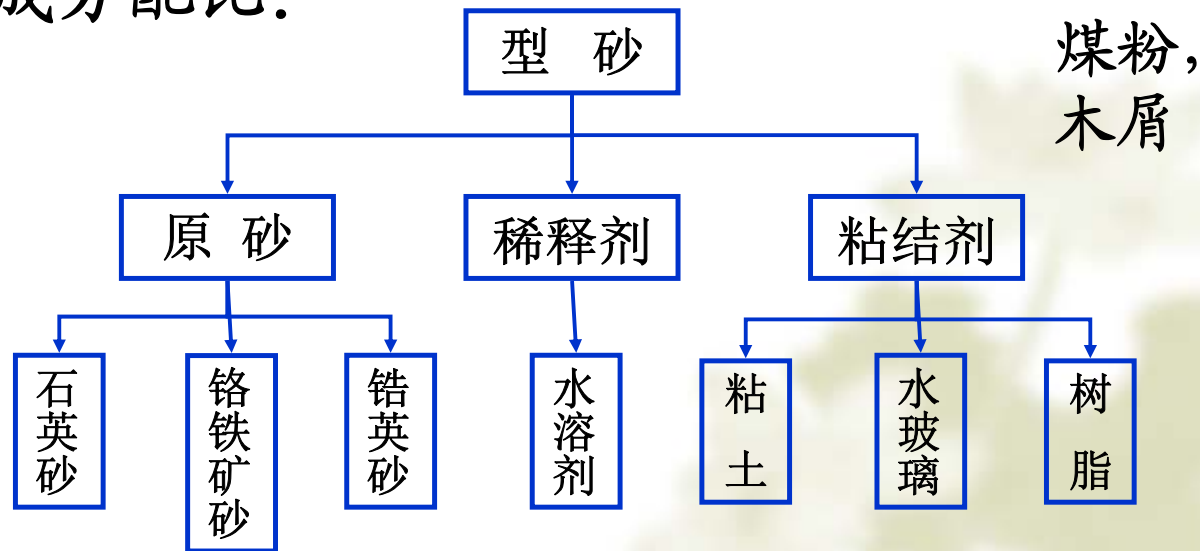 成分配比：
型 砂
煤粉，
木屑
原 砂
稀释剂
粘结剂
石英砂
铬铁矿砂
锆英砂
水溶剂
粘土
水玻璃
树脂